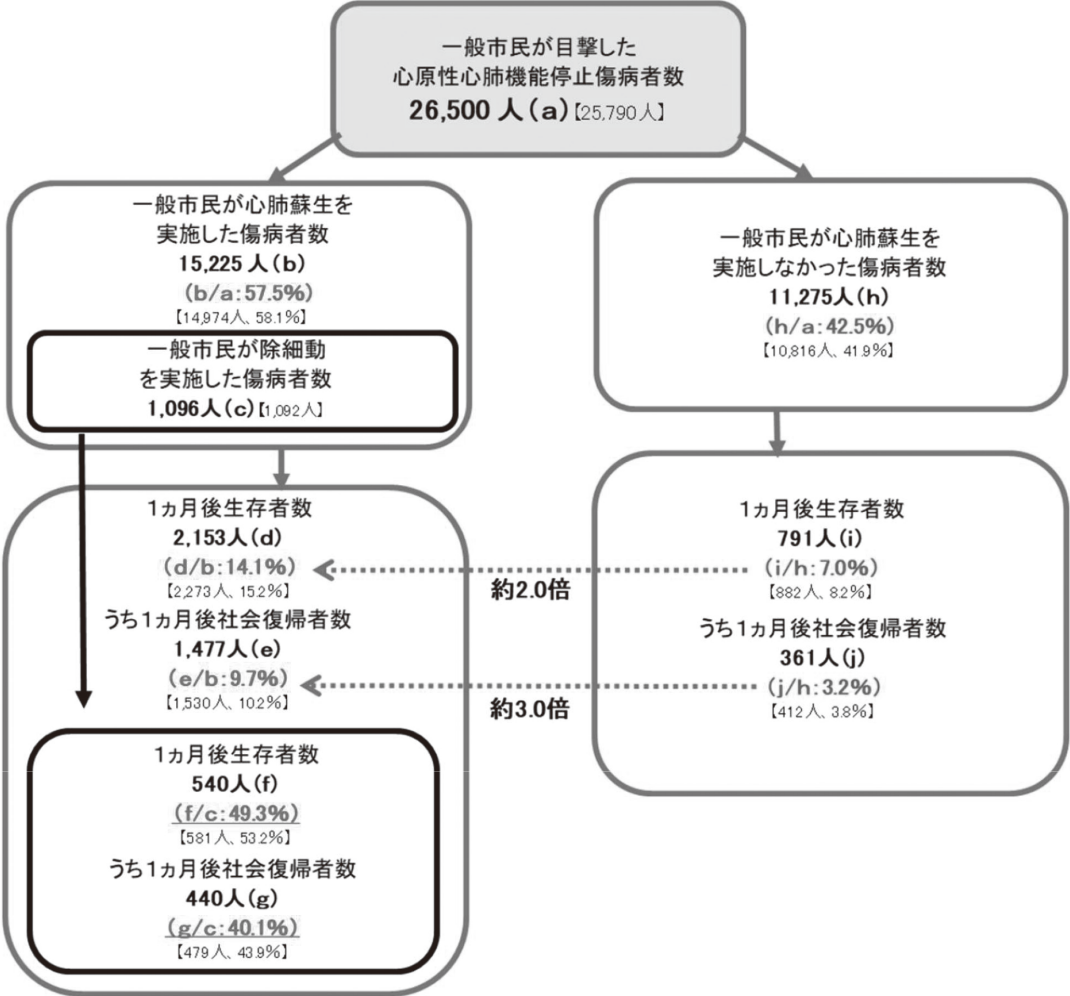 一般市民が目撃した
心原性心肺機能停止傷病者数
26,500 人(a)【25,790人】
一般市民が心肺蘇生を
実施した傷病者数
15,225 人(b)
(b/a:57.5%)
【14,974人、58.1%】
一般市民が除細動
を実施した傷病者数
1,096人(c)【1,092人】
一般市民が心肺蘇生を
実施しなかった傷病者数
11,275人(h)
(h/a:42.5%)
【10,816人、41.9%】
1ヵ月後生存者数
2,153人(d)
(d/b:14.1%)
【2,273人、15.2%】
うち1ヵ月後社会復帰者数
1,477人(e)
(e/b:9.7%)
【1,530人、10.2%】
約2.0倍
約3.0倍
1ヵ月後生存者数
791人(i)
(i/h:7.0%)
【882人、8.2%】
うち1ヵ月後社会復帰者数
361人(j)
(j/h:3.2%)
【412人、3.8%】
1ヵ月後生存者数
540人(f)
(f/c:49.3%)
【581人、53.2%】
うち1ヵ月後社会復帰者数
440人(g)
(g/c:40.1%)
【479人、43.9%】